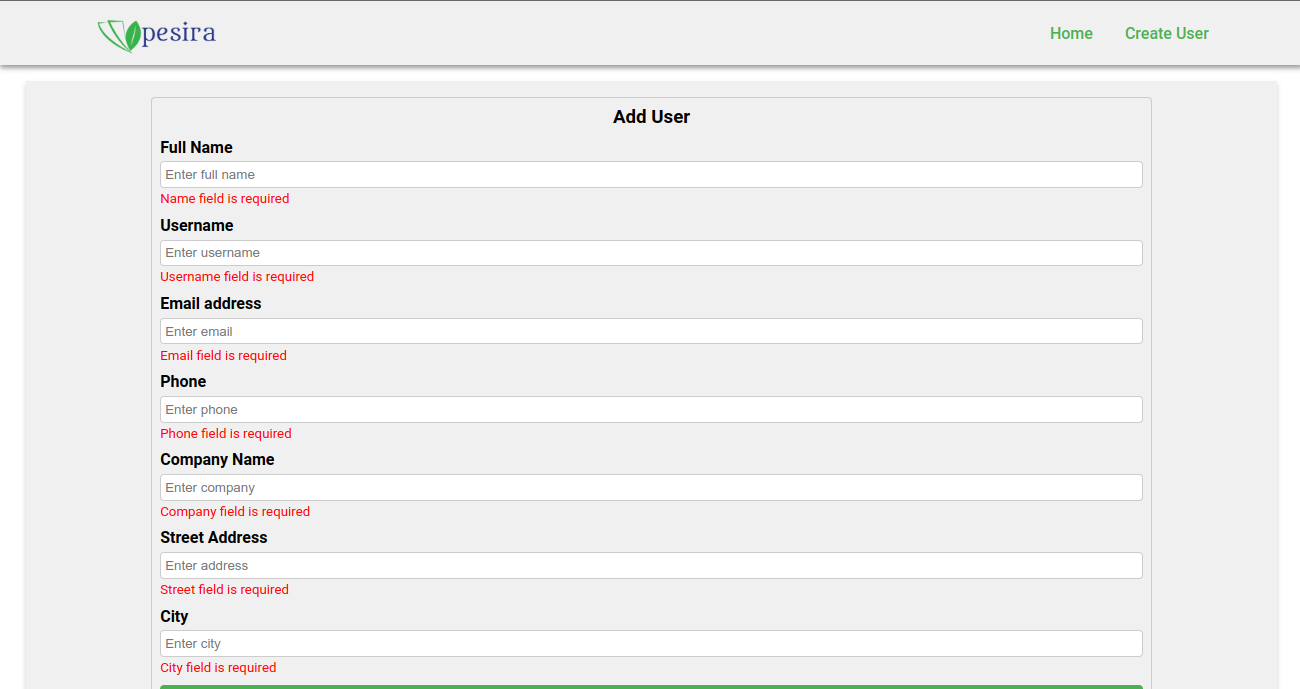 pesira
Home
Create User
Add User
Full Name
Enter full name
Name field is required
Username
Enter username
Username field is required
Email address
Enter email
Email field is required
Phone
Enter phone
Phone field is required
Company Name
Enter company
Company field is required
Street Address
Enter address
Street field is required
City
Enter city
City field is required